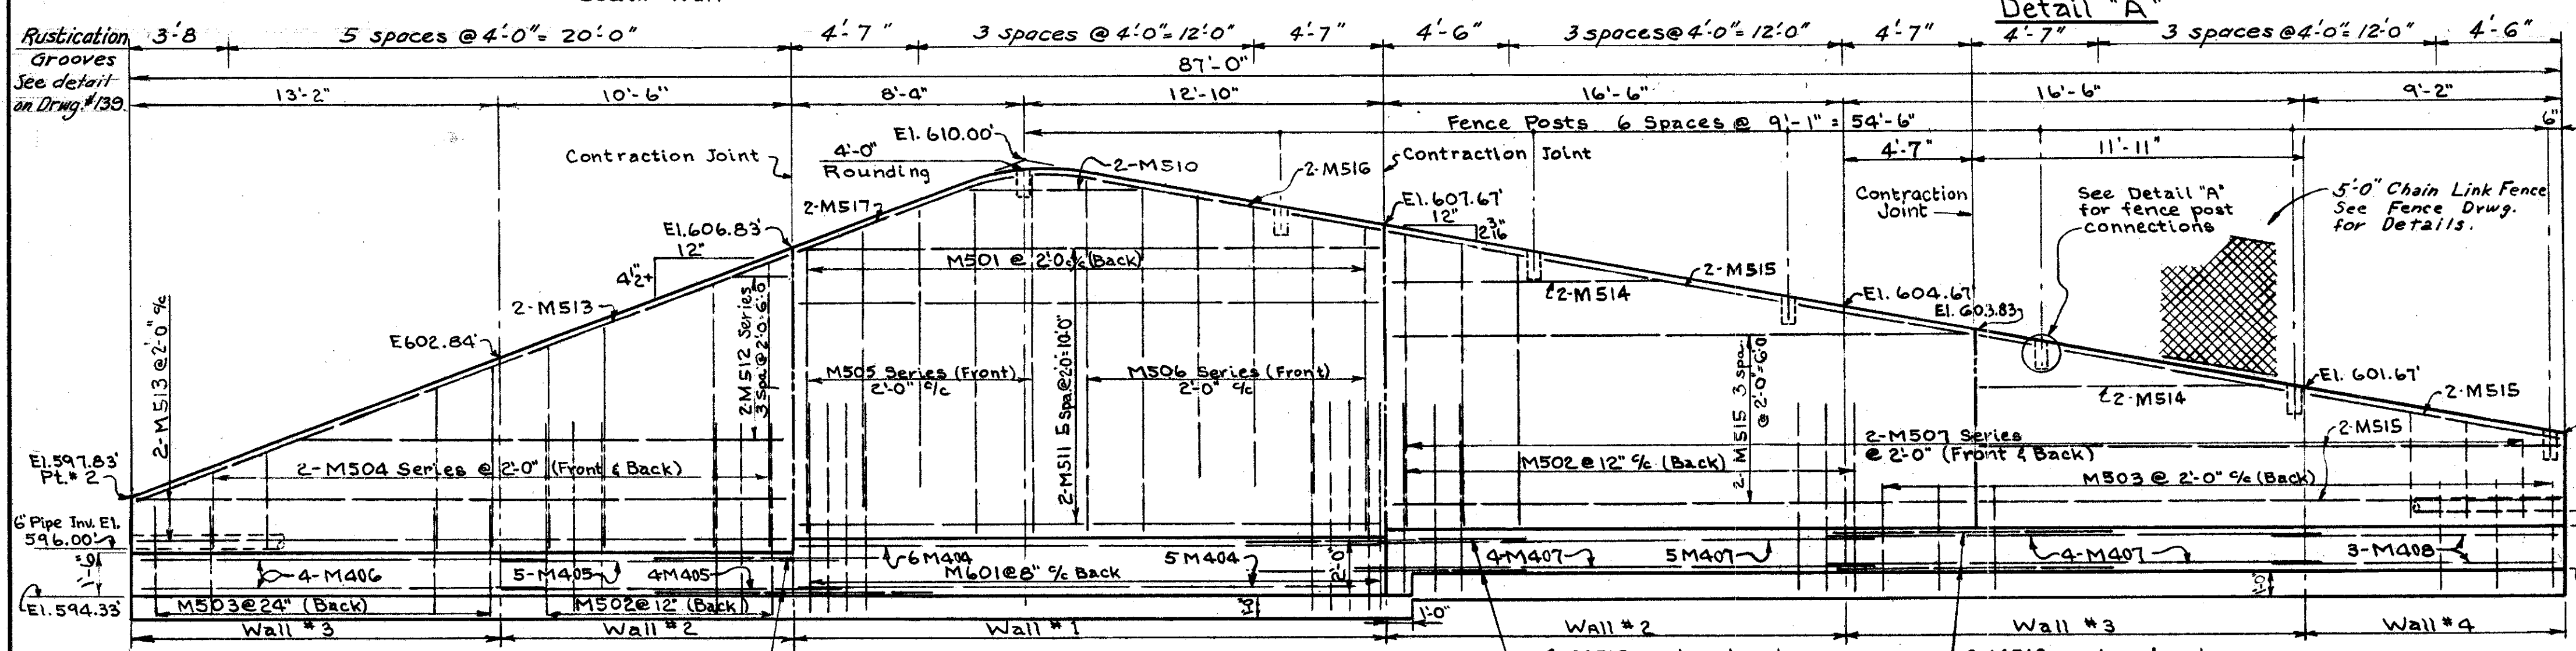 Detail "A"
Rustication
Grooves
See detail
on Drwg.#139.
3'-8
5 spaces @ 4'-0" = 20'-0"
4'-7"
3 spaces @ 4'-0" = 12'-0"
4'-7"
4'-6"
3 spaces @ 4'-0" = 12'-0"
4'-7"
4'-7"
3 spaces @ 4'-0" = 12'-0"
4'-6"
87'-0"
13'-2"
10'-6"
8'-4"
12'-10"
16'-6"
16'-6"
9'-2"
Fence Posts 6 Spaces @ 9'-1" = 54'-6"
6"
El. 610.00'
4'-0"
Rounding
Contraction Joint
2-M510
2-M516
Contraction Joint
4'-7"
11'-11"
Contraction
Joint
See Detail "A"
for fence post
connections
5'-0" Chain Link Fence
See Fence Drwg.
for Details.
2-M517
El. 606.83'
12"
4 1/2"+
El. 607.67'
12"
2 3/16"
M501 @ 2'-0 c/c (Back)
2-M513
2-M515
2-M514
El. 604.67'
El. 603.83'
E602.84'
2-M513 @ 2'-0" c/c
2-M512 Series
3 Spa @ 2'-0=6'-0
M505 Series (Front)
2'-0" c/c
M506 Series (Front)
2'-0" c/c
2-M511 5 Spa @ 2'-0=10'-0"
2-M515 3 spa.
@ 2'-0"=6'-0
El. 601.67'
2-M514
2-M515
2-M515
El. 597.83'
Pt.# 2
2-M504 Series @ 2'-0" (Front & Back)
M502 @ 12" c/c (Back)
2-M507 Series
@ 2'-0" (Front & Back)
M503 @ 2'-0" c/c (Back)
6" Pipe Inv. El.
596.00'
4-M406
5-M405
4M405
6 M404
5 M404
M601@8" c/c Back
2'-0"
4-M407
5 M407
4-M407
3-M408
El. 594.33'
M503@24" (Back)
M502@12" (Back)
1'-0"
Wall #3
Wall #2
Wall #1
Wall #2
Wall #3
Wall #4